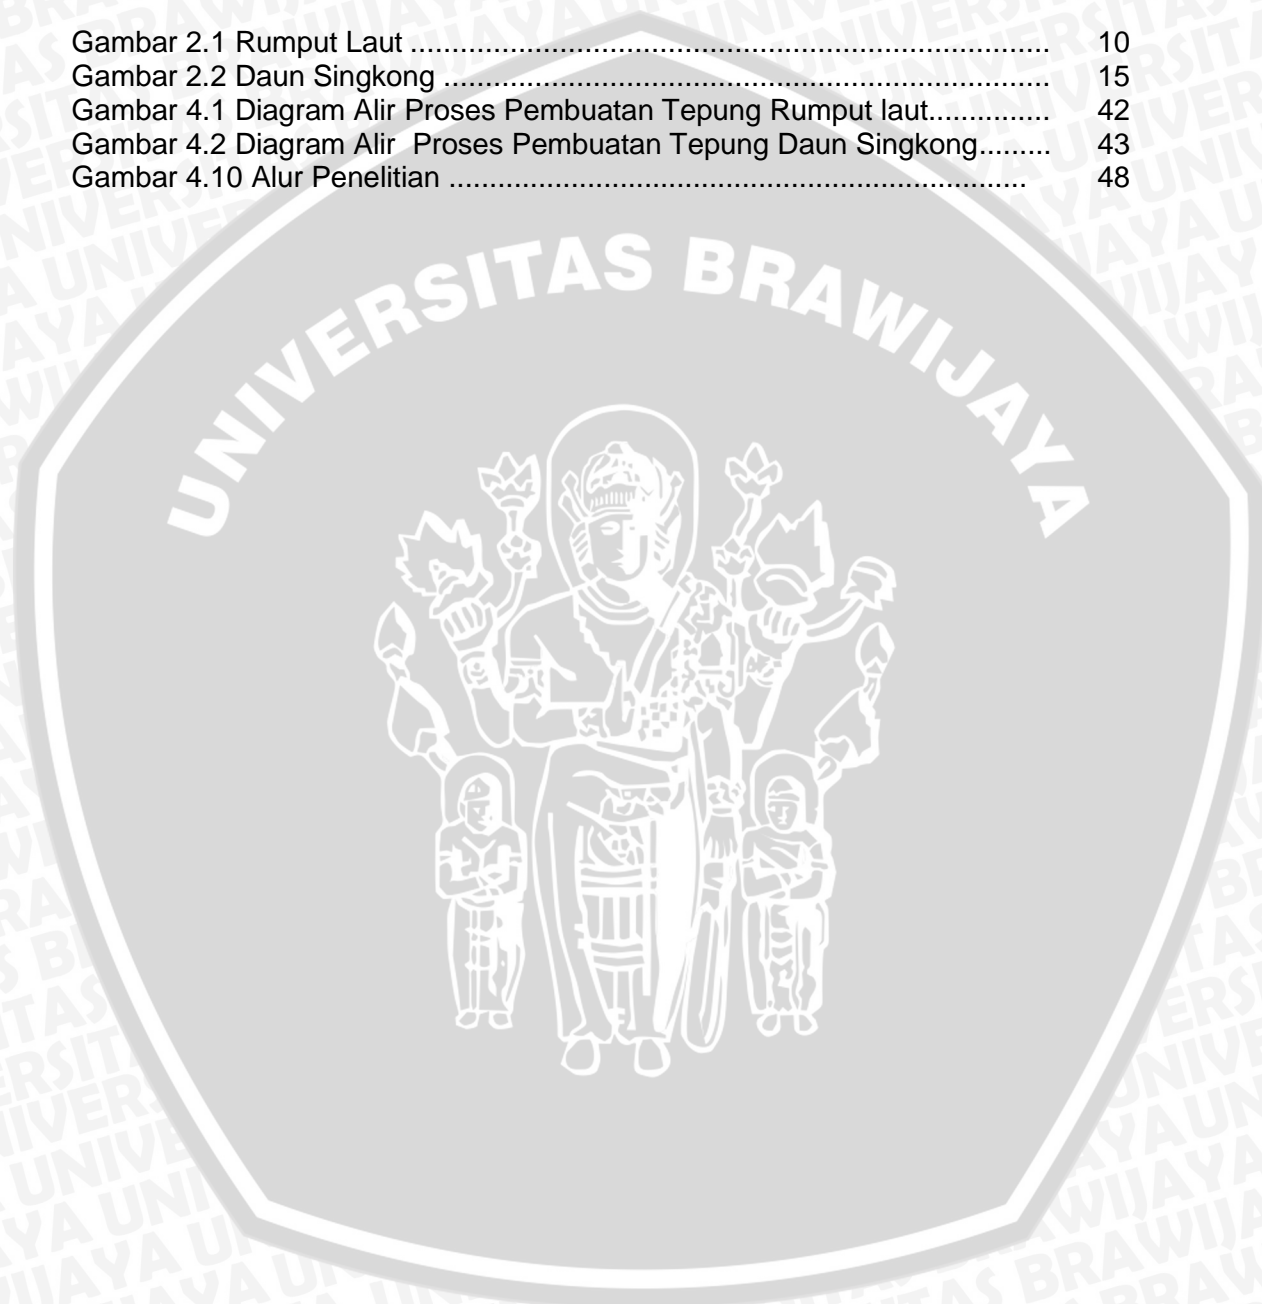 Gambar 2.1 Rumput Laut ............................................................................. 10
Gambar 2.2 Daun Singkong ......................................................................... 15
Gambar 4.1 Diagram Alir Proses Pembuatan Tepung Rumput laut............... 42
Gambar 4.2 Diagram Alir  Proses Pembuatan Tepung Daun Singkong......... 43
Gambar 4.10 Alur Penelitian ...................................................................... 48
UNIVERSITAS BRAWIJAYA